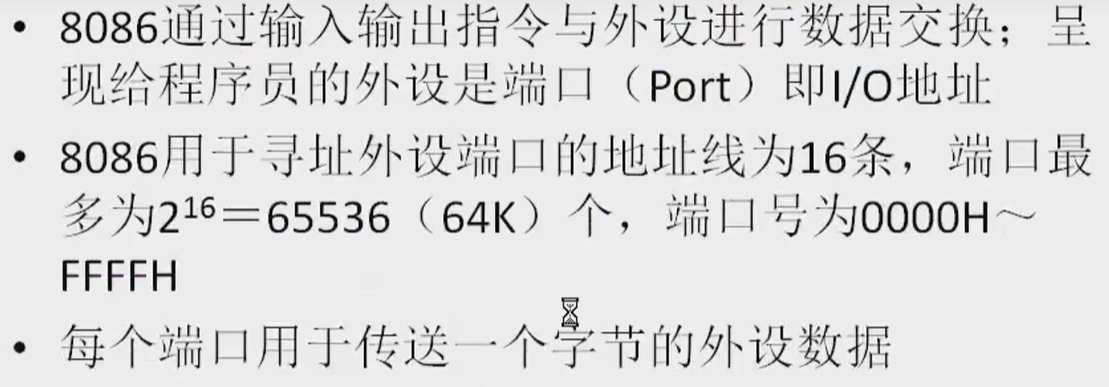 • 8086通过输入输出指令与外设进行数据交换；呈
现给程序员的外设是端口（Port）即I/O地址
• 8086用于寻址外设端口的地址线为16条，端口最
多为2¹⁶＝65536（64K）个，端口号为0000H～
FFFFH
• 每个端口用于传送一个字节的外设数据